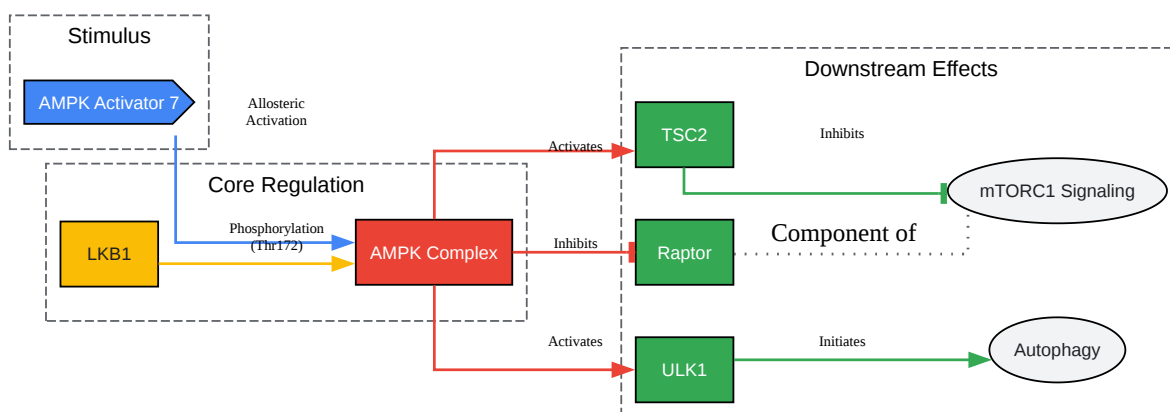 Stimulus
AMPK Activator 7
Allosteric
Activation
Core Regulation
LKB1
Phosphorylation
(Thr172)
AMPK Complex
Activates
Inhibits
Activates
Downstream Effects
TSC2
Inhibits
mTORC1 Signaling
Raptor
Component of
ULK1
Initiates
Autophagy